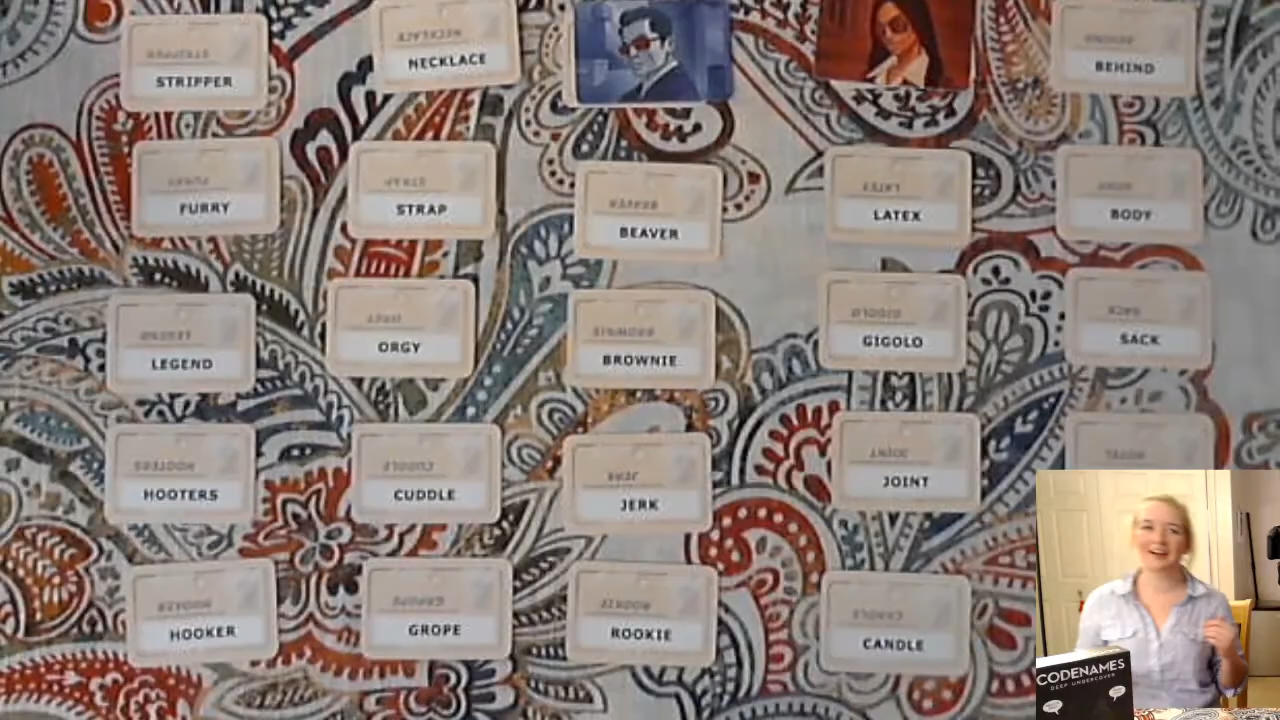 STRIPPER
NECKLACE
BEHIND
FURRY
STRAP
BEAVER
LATEX
BODY
LEGEND
ORGY
BROWNIE
GIGOLO
SACK
HOOTERS
CUDDLE
JERK
JOINT
HOOKER
GROPE
ROOKIE
CANDLE
CODENAMES
DEEP UNDERCOVER